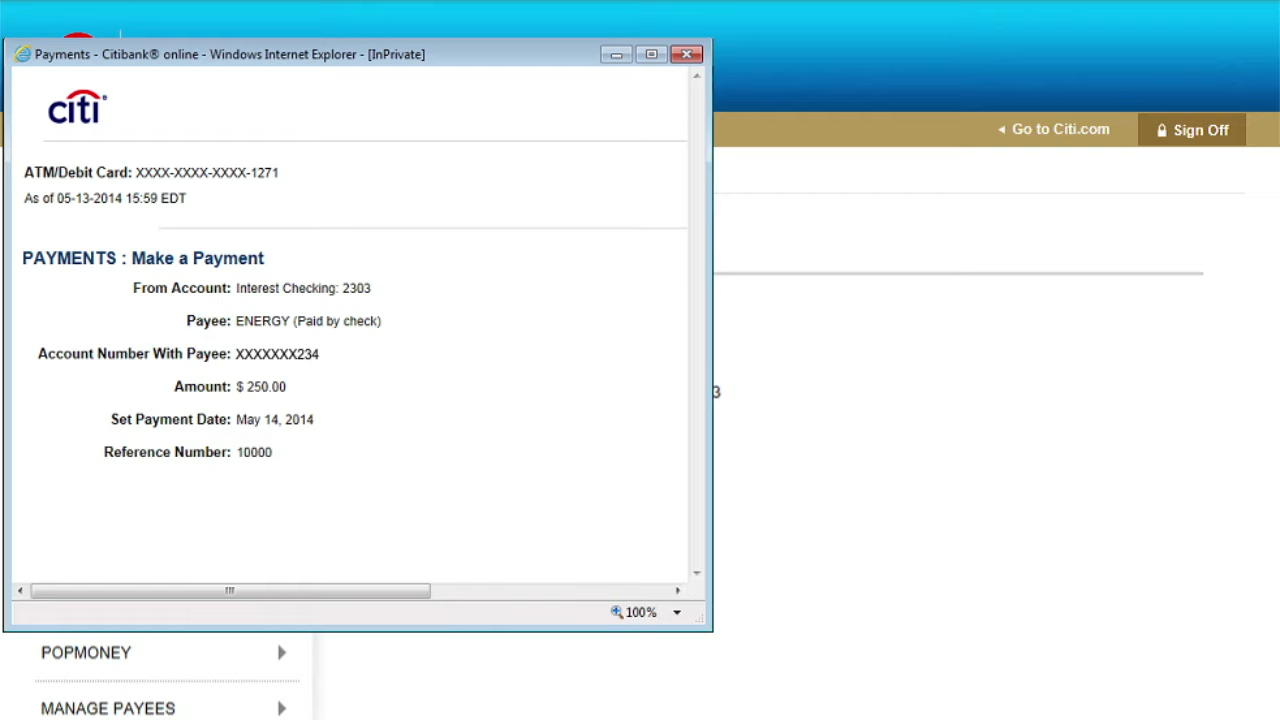 Payments - Citibank® online - Windows Internet Explorer - [InPrivate]
citi®
Go to Citi.com
Sign Off
ATM/Debit Card: XXXX-XXXX-XXXX-1271
As of 05-13-2014 15:59 EDT
PAYMENTS : Make a Payment
From Account: Interest Checking: 2303
Payee: ENERGY (Paid by check)
Account Number With Payee: XXXXXXX234
Amount: $ 250.00
3
Set Payment Date: May 14, 2014
Reference Number: 10000
100%
POPMONEY
MANAGE PAYEES